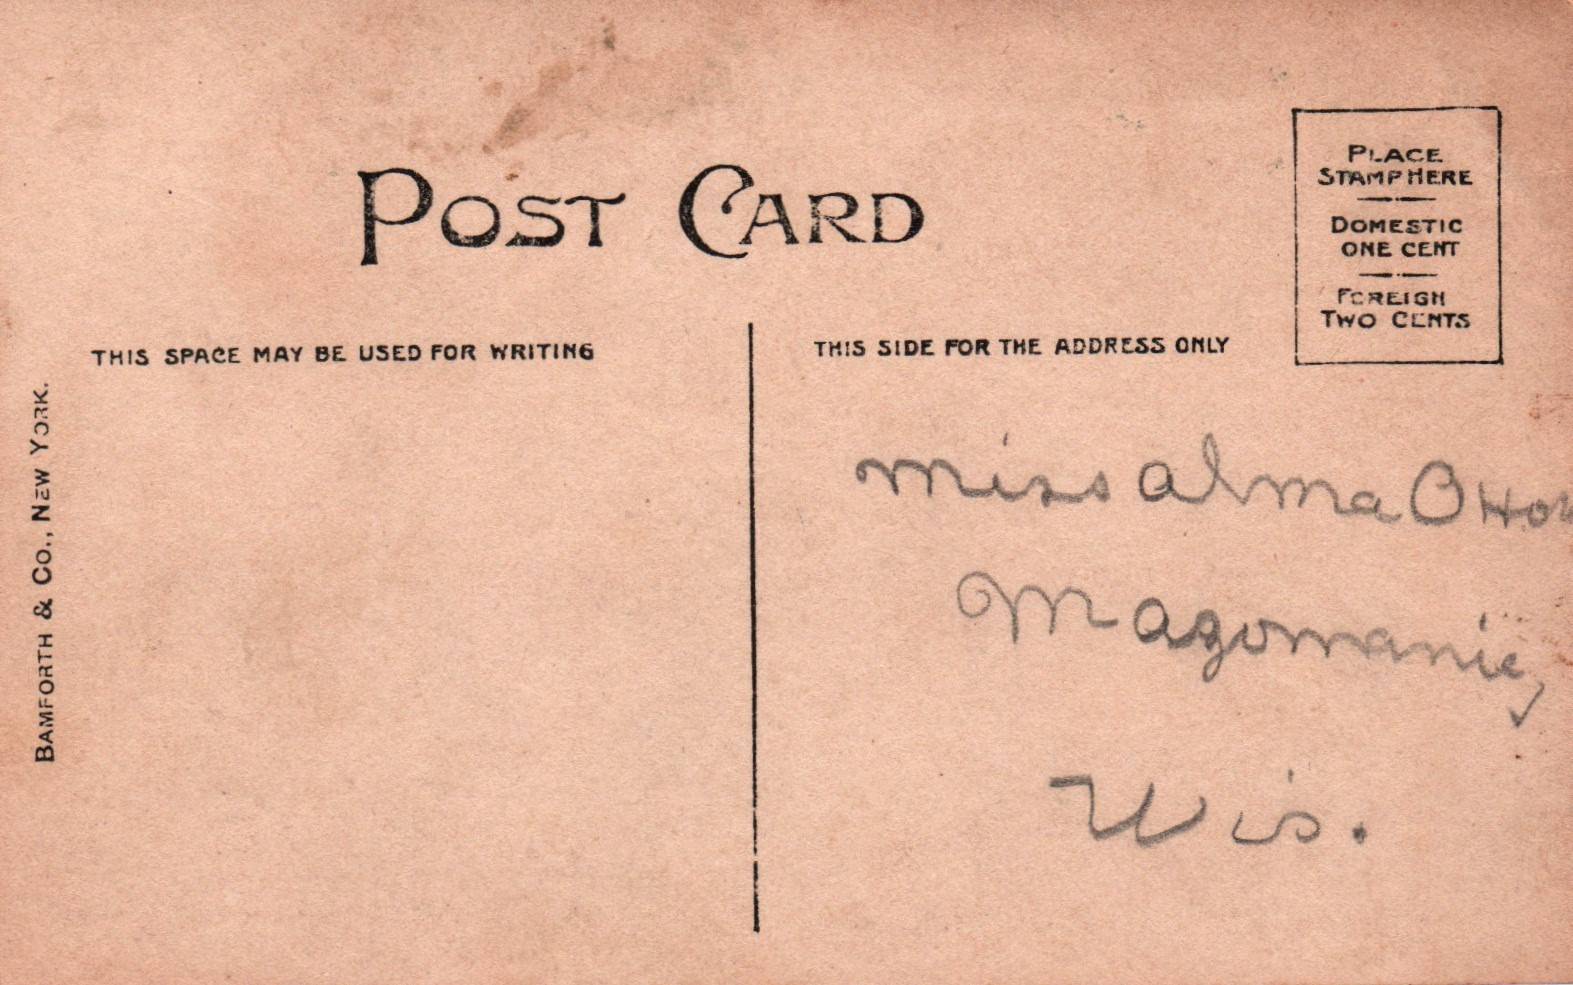 POST CARD
PLACE
STAMP HERE
DOMESTIC
ONE CENT
FOREIGN
TWO CENTS
THIS SPACE MAY BE USED FOR WRITING
THIS SIDE FOR THE ADDRESS ONLY
BAMFORTH & CO., NEW YORK.
Miss Alma
Mazomanie,
Wis.